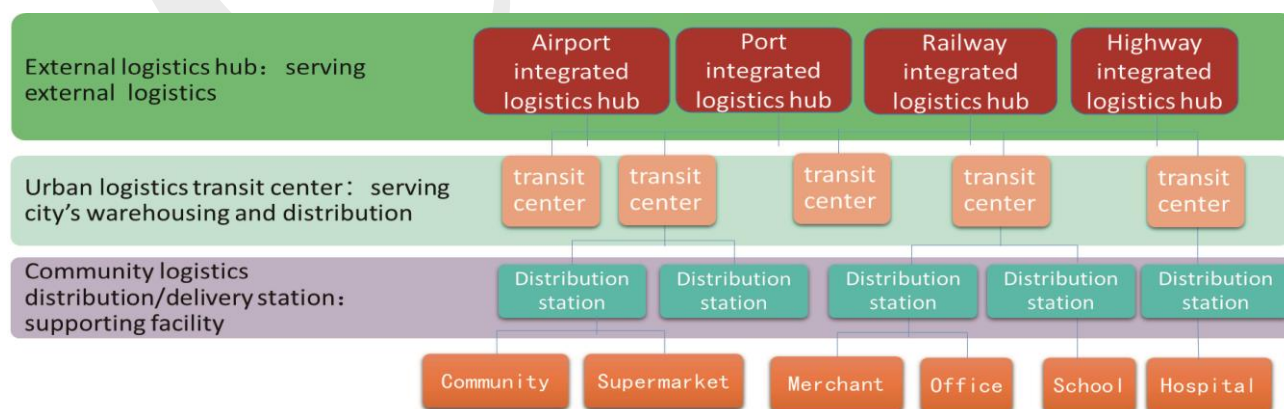 External logistics hub： serving
external logistics
Airport
integrated
logistics hub
Port
integrated
logistics hub
Railway
integrated
logistics hub
Highway
integrated
logistics hub
Urban logistics transit center： serving
city’s warehousing and distribution
transit
center
transit
center
transit
center
transit
center
transit
center
Community logistics
distribution/delivery station：
supporting facility
Distribution
station
Distribution
station
Distribution
station
Distribution
station
Distribution
station
Community
Supermarket
Merchant
Office
School
Hospital